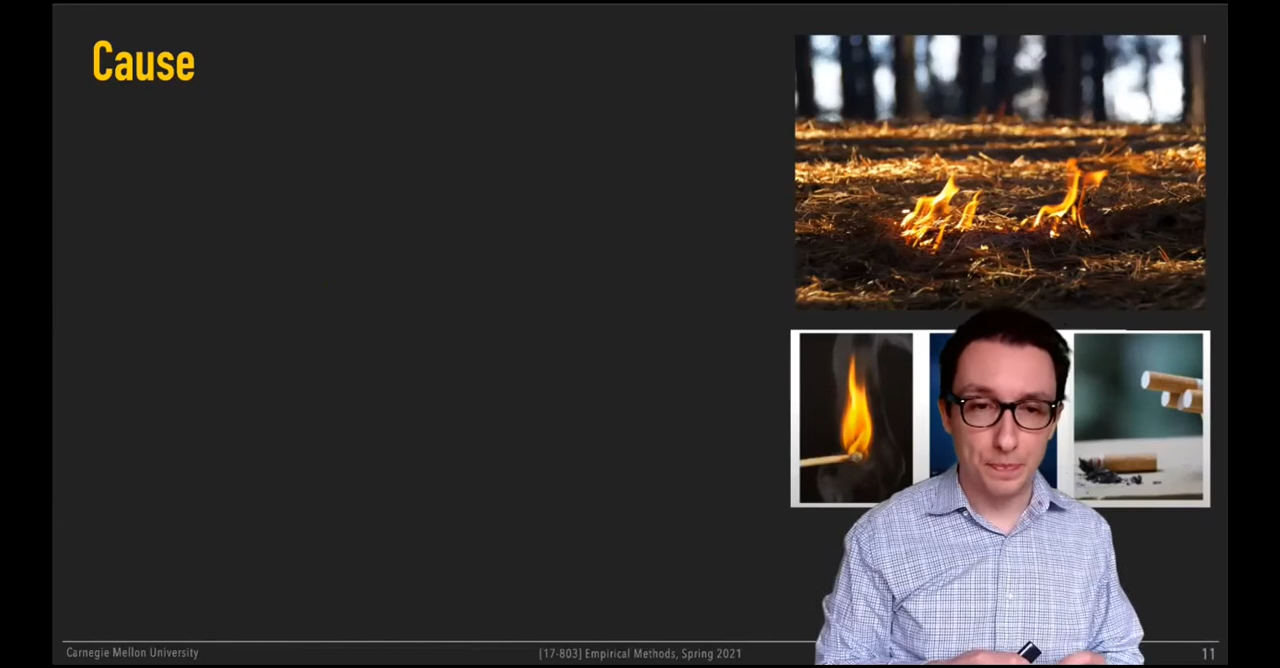 Cause
Carnegie Mellon University
[17-803] Empirical Methods, Spring 2021
11